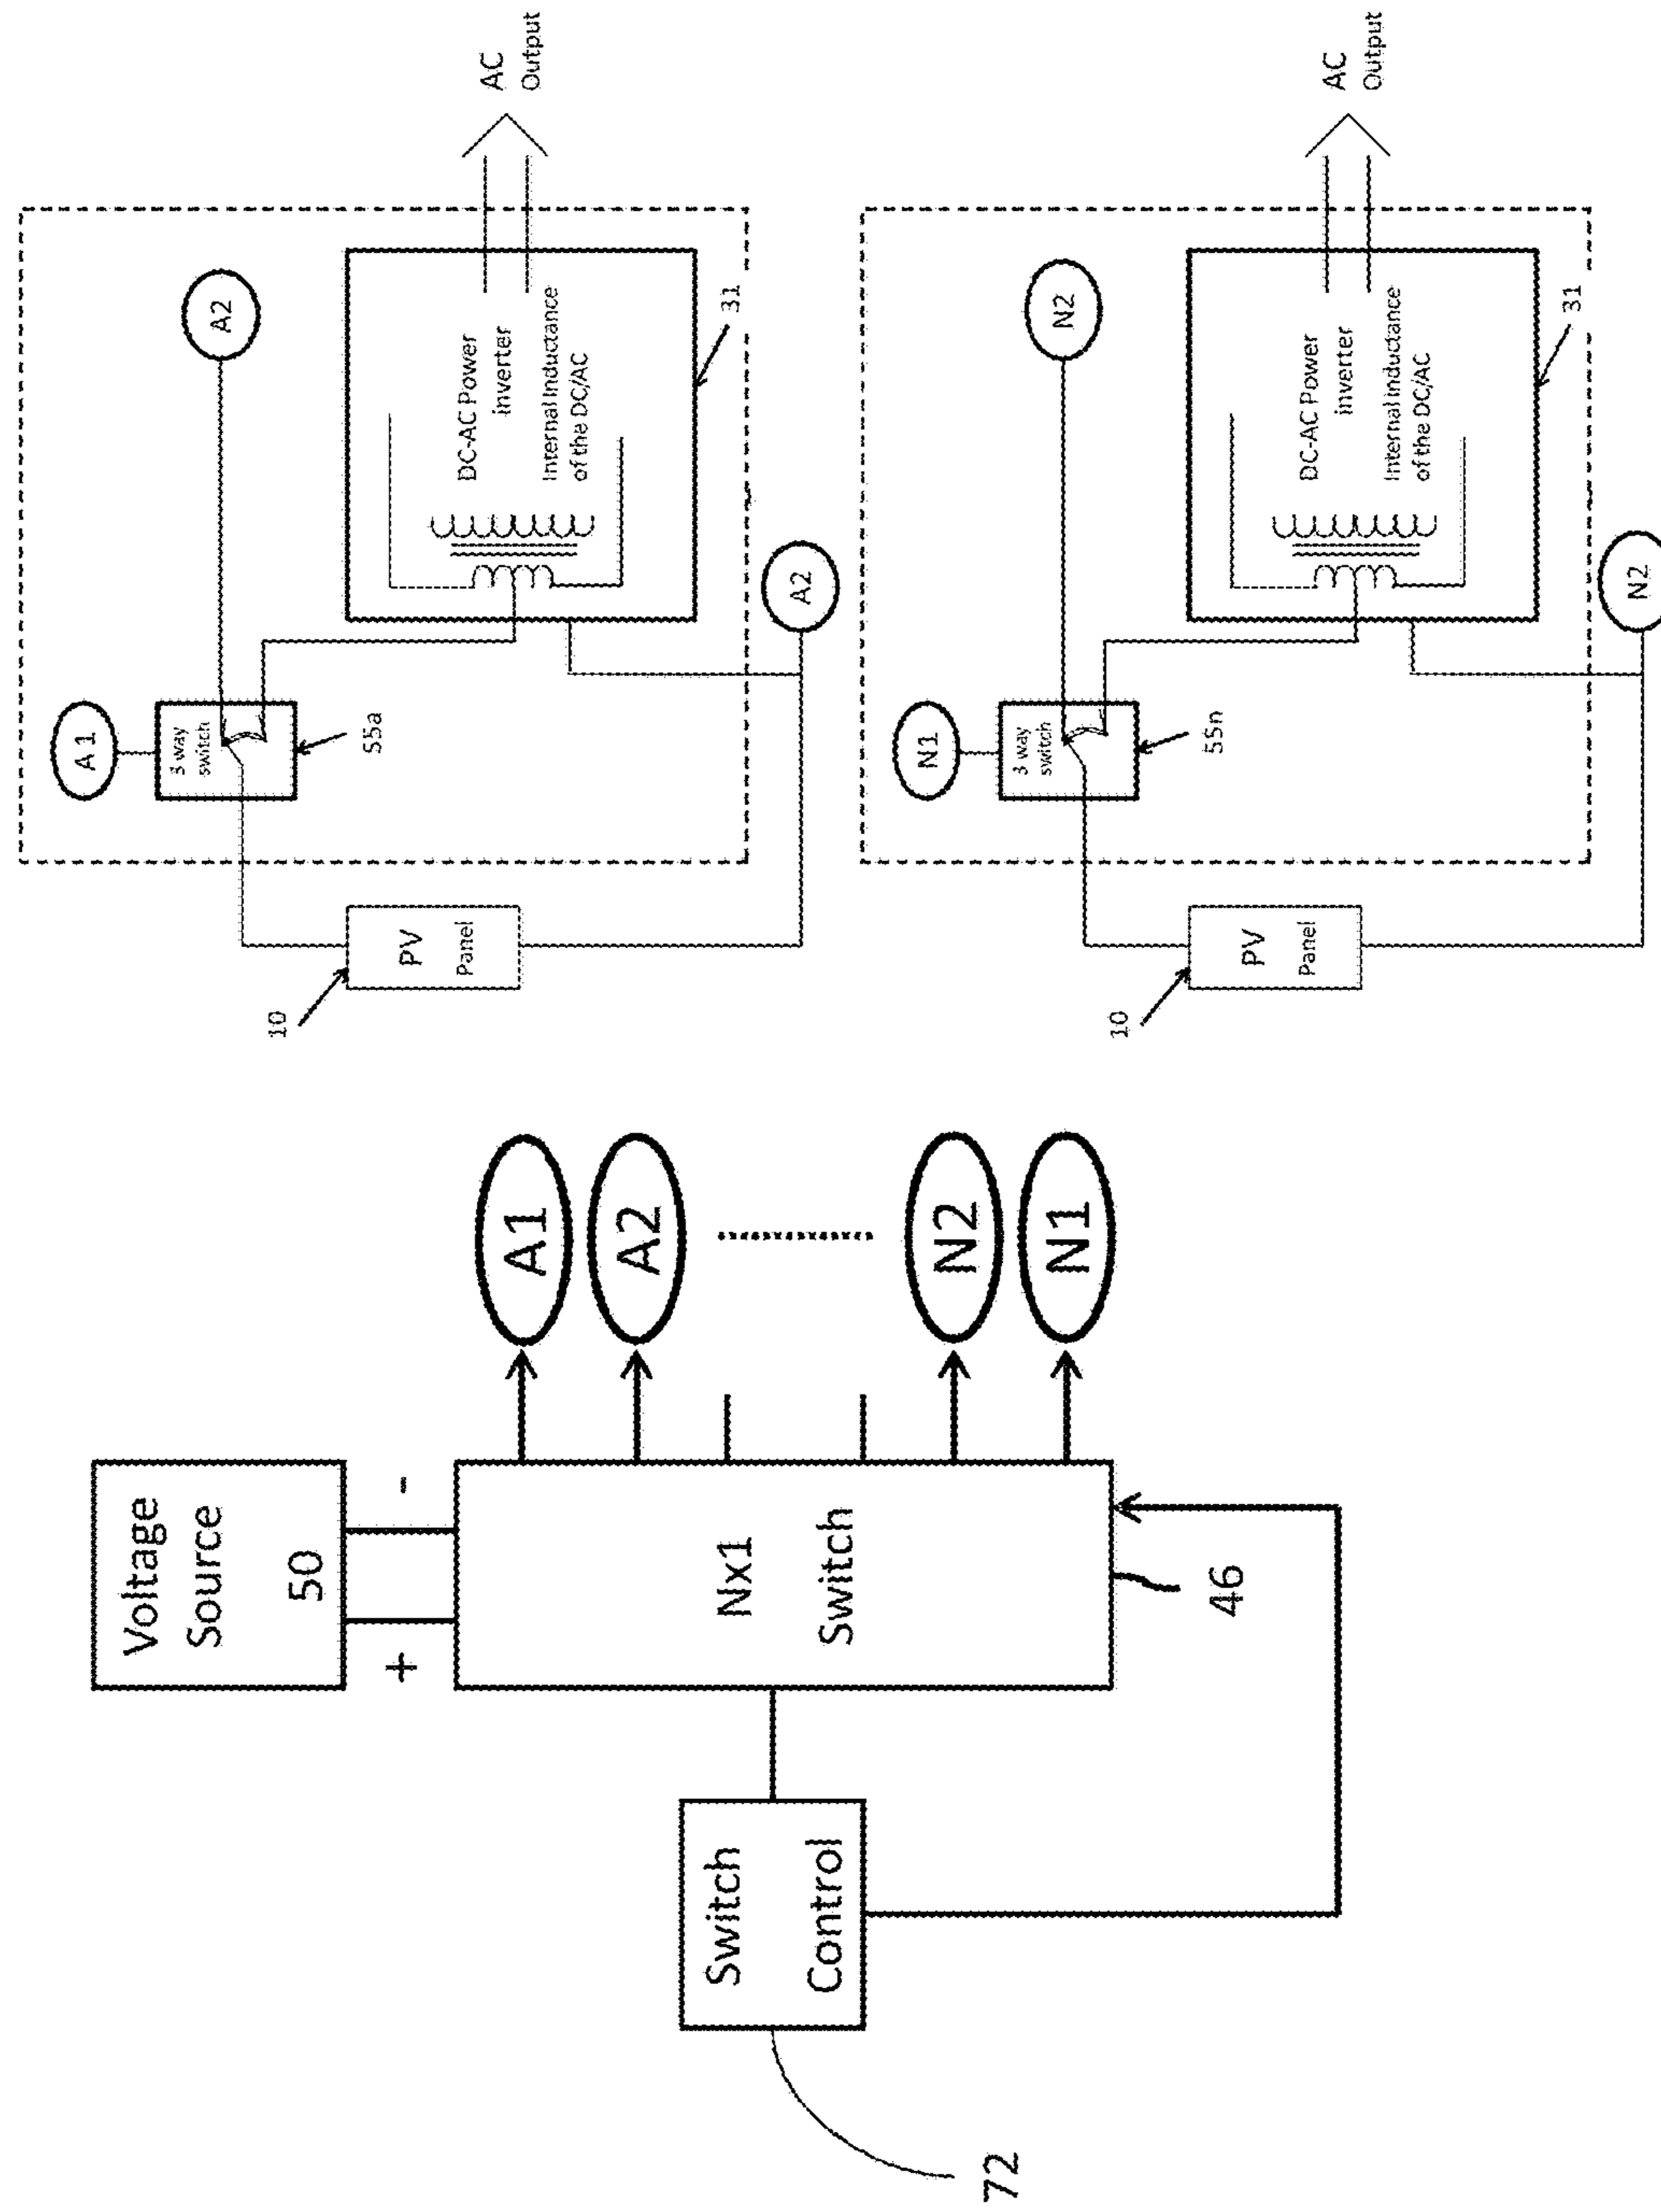 Voltage
Source
50
+
-
Switch
Control
72
Nx1
Switch
46
A1
A2
N2
N1
10
PV
Panel
A 1
3 way
switch
55a
A2
DC-AC Power
inverter
Internal Inductance
of the DC/AC
31
A2
AC
Output
10
PV
Panel
N1
3 way
switch
55n
N2
DC-AC Power
inverter
Internal Inductance
of the DC/AC
31
N2
AC
Output